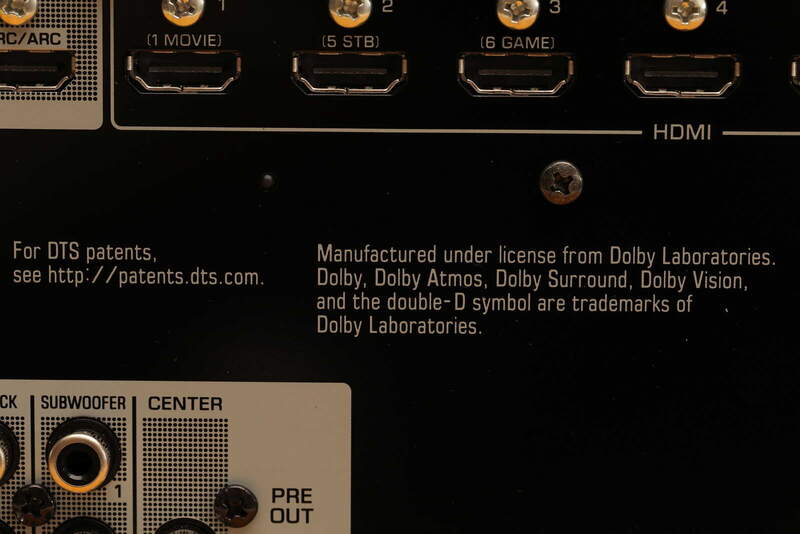 1 2 3 4
RC/ARC (1 MOVIE) (5 STB) (6 GAME)
HDMI
For DTS patents,
see http://patents.dts.com.
Manufactured under license from Dolby Laboratories.
Dolby, Dolby Atmos, Dolby Surround, Dolby Vision,
and the double-D symbol are trademarks of
Dolby Laboratories.
CK SUBWOOFER CENTER
1
PRE
OUT